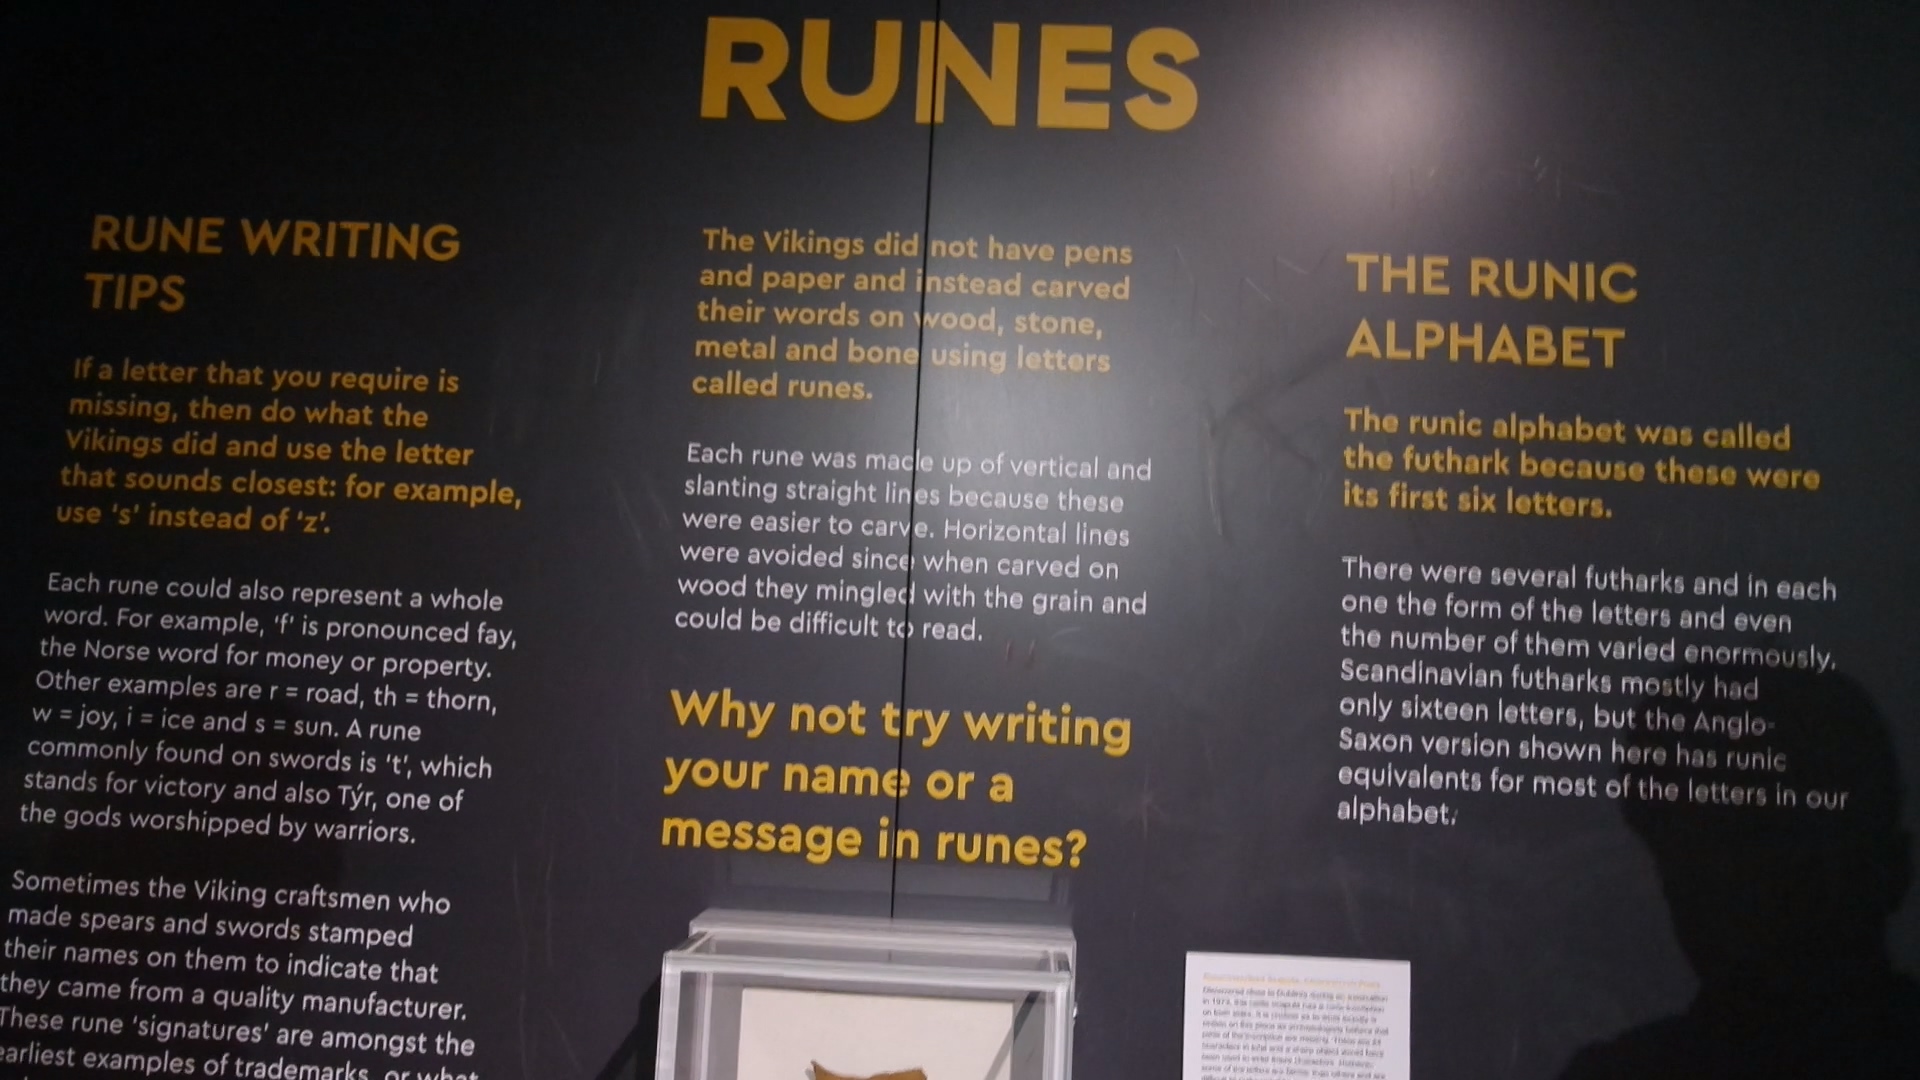 RUNES
RUNE WRITING
TIPS
If a letter that you require is
missing, then do what the
Vikings did and use the letter
that sounds closest: for example,
use 's' instead of 'z'.
Each rune could also represent a whole
word. For example, 'f' is pronounced fay,
the Norse word for money or property.
Other examples are r = road, th = thorn,
w = joy, i = ice and s = sun. A rune
commonly found on swords is 't', which
stands for victory and also Týr, one of
the gods worshipped by warriors.
Sometimes the Viking craftsmen who
made spears and swords stamped
their names on them to indicate that
they came from a quality manufacturer.
These rune 'signatures' are amongst the
earliest examples of trademarks, or what
The Vikings did not have pens
and paper and instead carved
their words on wood, stone,
metal and bone using letters
called runes.
Each rune was made up of vertical and
slanting straight lines because these
were easier to carve. Horizontal lines
were avoided since when carved on
wood they mingled with the grain and
could be difficult to read.
Why not try writing
your name or a
message in runes?
THE RUNIC
ALPHABET
The runic alphabet was called
the futhark because these were
its first six letters.
There were several futharks and in each
one the form of the letters and even
the number of them varied enormously.
Scandinavian futharks mostly had
only sixteen letters, but the Anglo-
Saxon version shown here has runic
equivalents for most of the letters in our
alphabet.